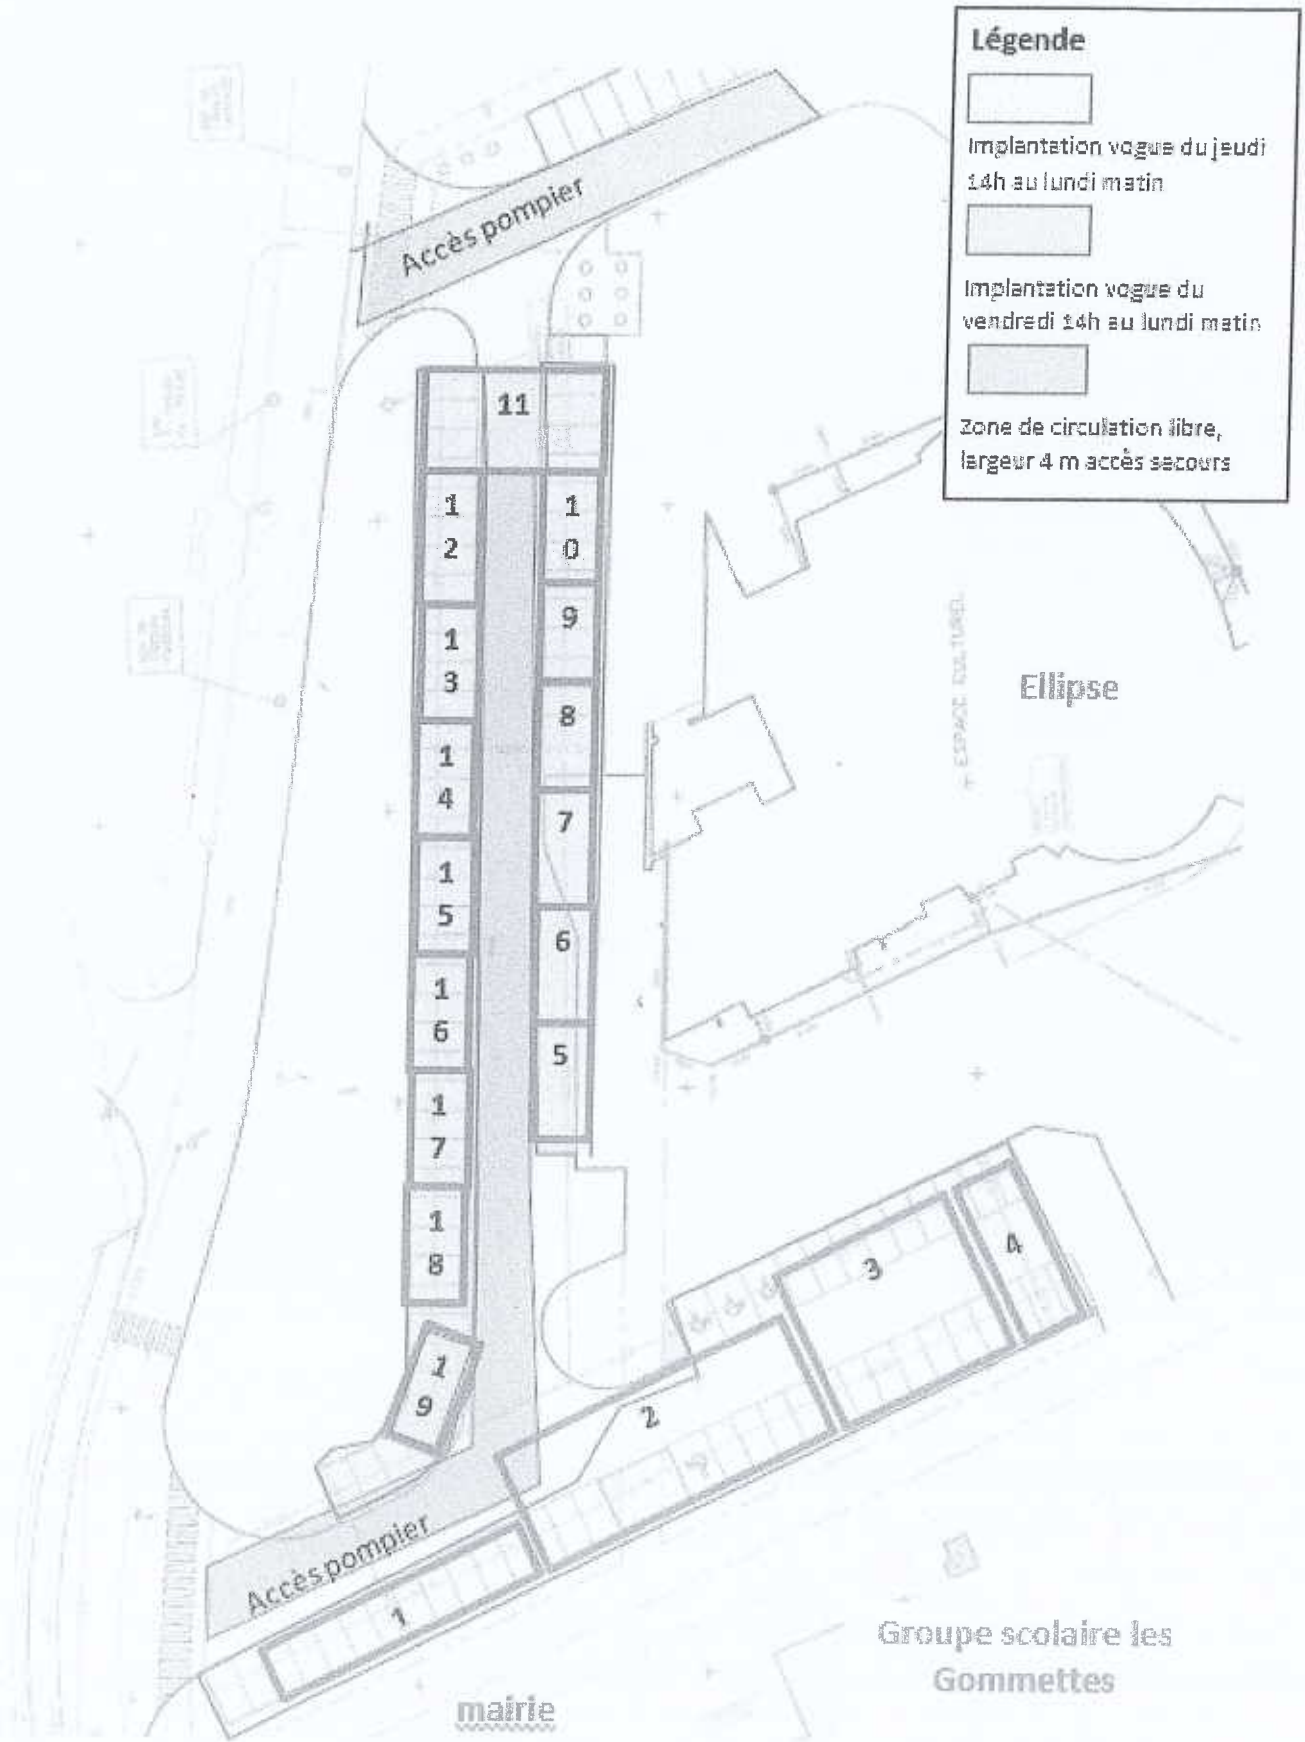 Légende
Implantation vogue du jeudi
14h au lundi matin
Implantation vogue du
vendredi 14h au lundi matin
Zone de circulation libre,
largeur 4 m accès secours
Accès pompier
11
1
2
1
0
1
3
9
1
4
8
1
5
7
1
6
6
1
7
5
1
8
1
9
ESPACE CULTUREL
Ellipse
4
3
2
Accès pompier
1
Groupe scolaire les
Gommettes
mairie